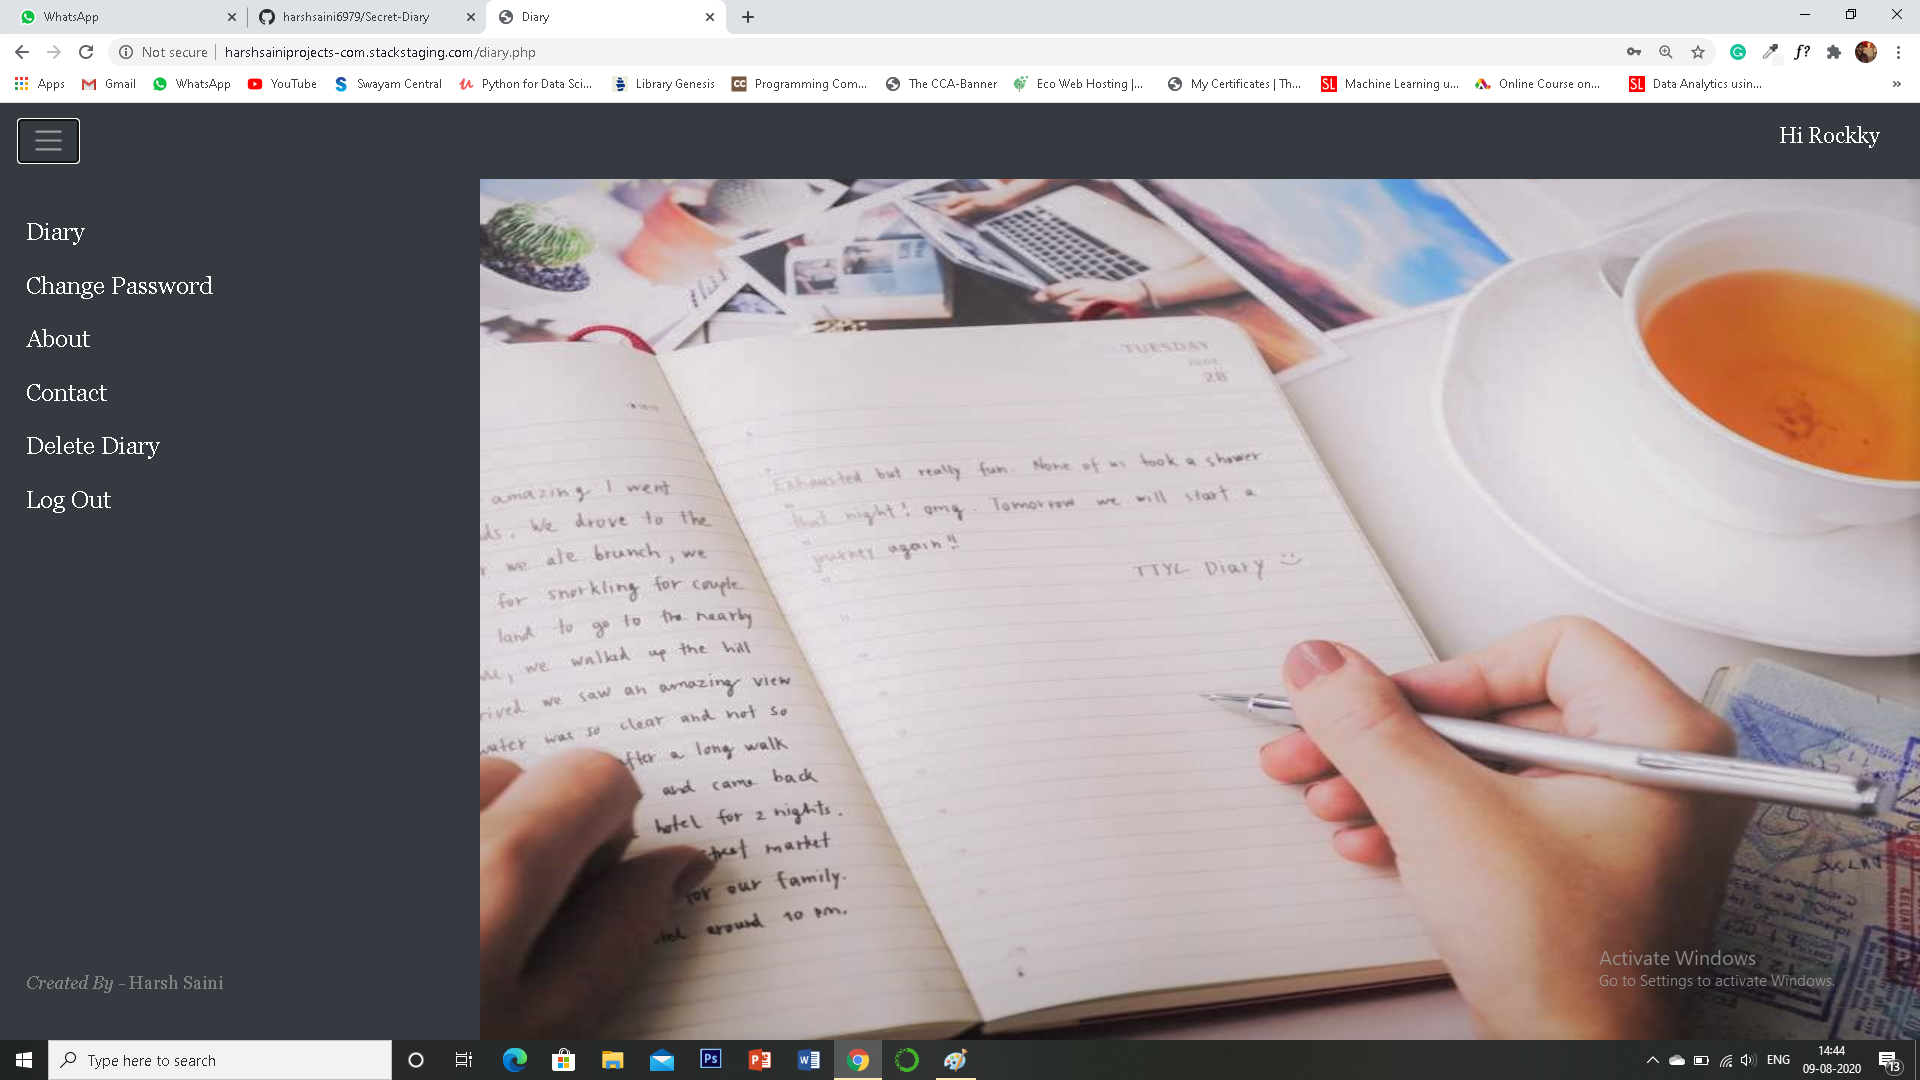 WhatsApp
harshsaini6979/Secret-Diary
Diary
Not secure
harshsainiprojects-com.stackstaging.com/diary.php
f?
Apps
Gmail
WhatsApp
YouTube
Swayam Central
Python for Data Sci...
Library Genesis
CC
Programming Com...
The CCA-Banner
Eco Web Hosting |...
My Certificates | Th...
SL
Machine Learning u...
Online Course on...
SL
Data Analytics usin...
»
Hi Rockky
Diary
Change Password
About
Contact
Delete Diary
Log Out
Created By - Harsh Saini
amazing I went
ds. We drove to the
we ate brunch, we
for snorkling for couple
land to go to the nearby
we walked up the hill
rived we saw an amazing view
water was so clear and not so
after a long walk
and came back
hotel for 2 nights.
street market
for our family.
around 10 pm.
TUESDAY
June
28
Exhausted but really fun. None of us took a shower
that night! omg. Tomorrow we will start a
journey again!!
TTYL Diary
Activate Windows
Go to Settings to activate Windows.
Type here to search
Ps
ENG
14:44
09-08-2020
13